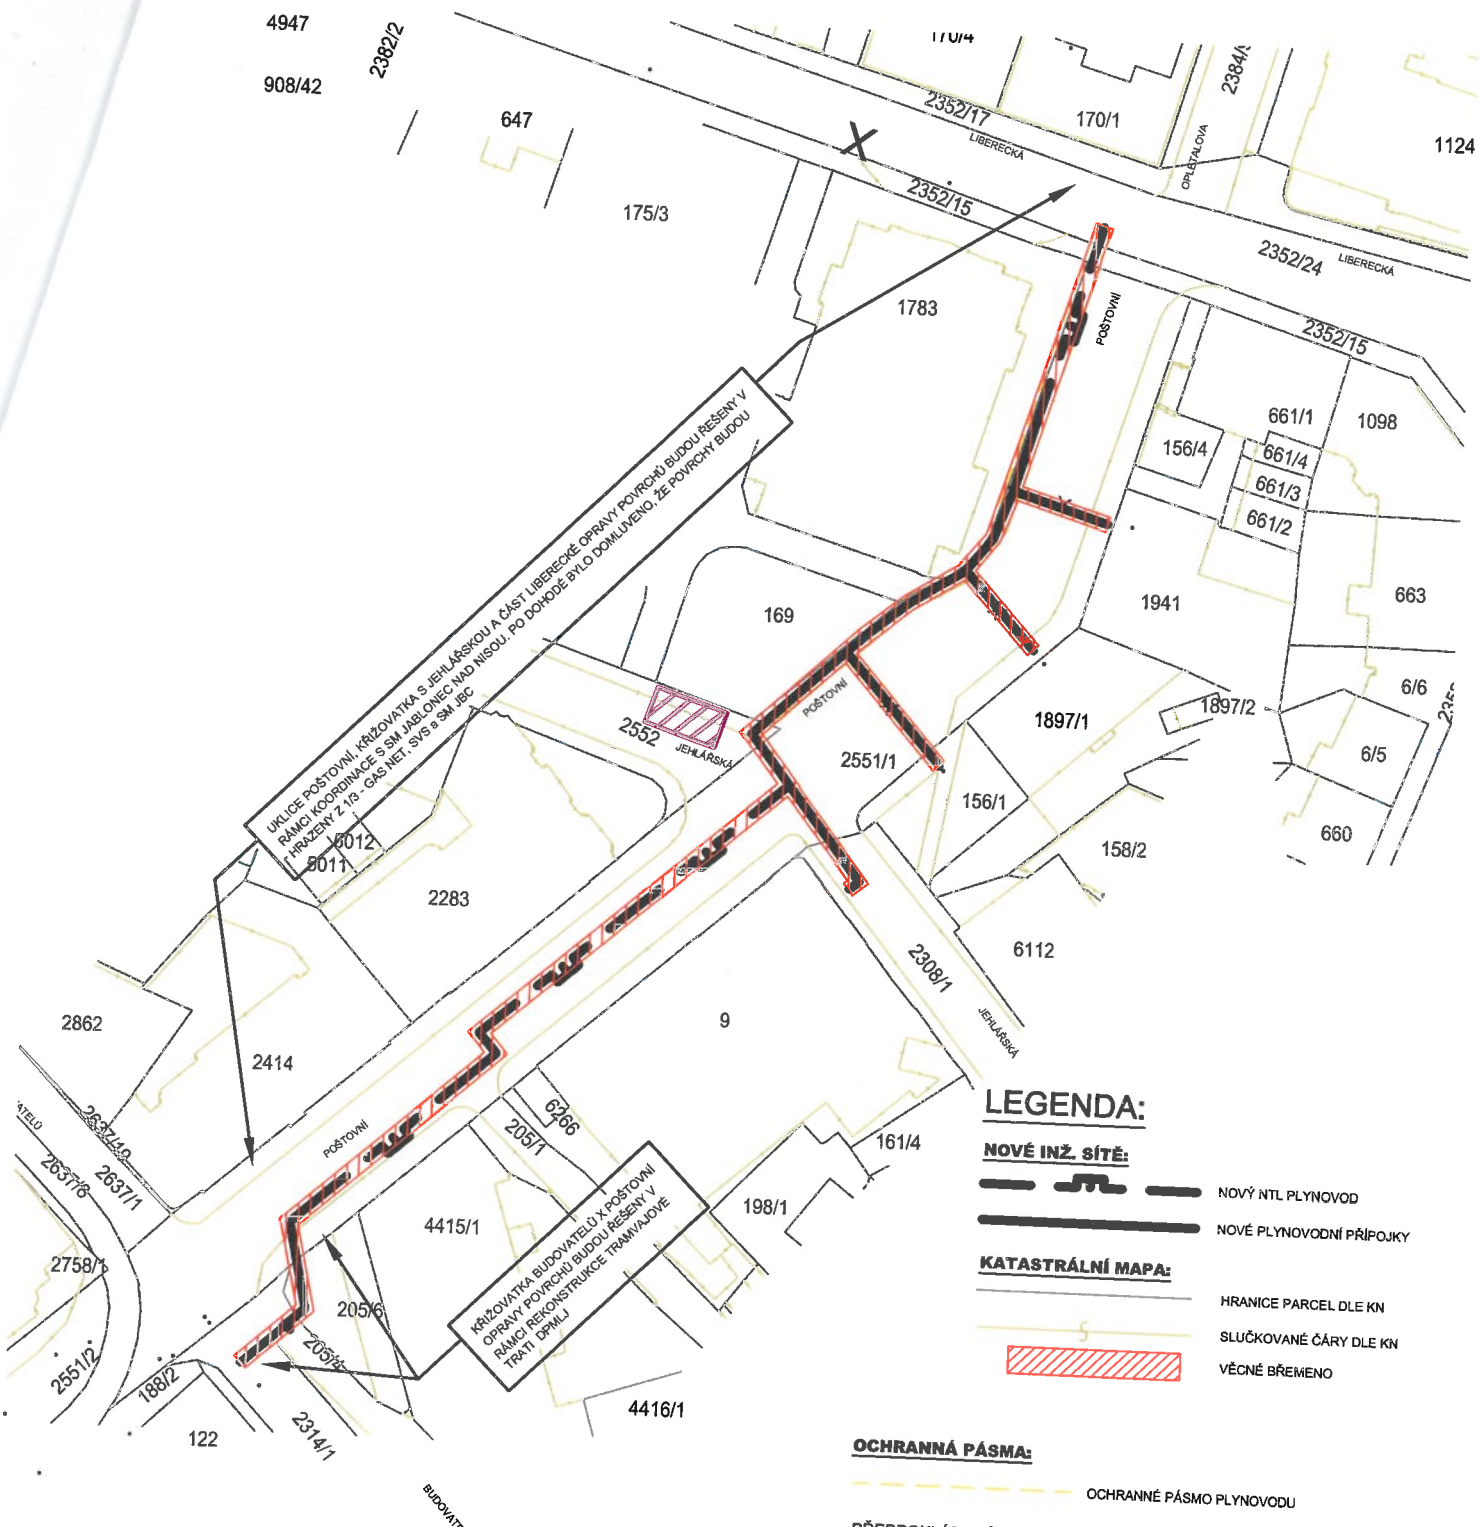 4947
2382/2
908/42
647
175/3
170/4
2352/17
170/1
1124
LIBERECKÁ
OPLETALOVA
2352/15
2352/24
LIBERECKÁ
1783
POŠTOVNÍ
2352/15
661/1
1098
156/4
661/4
661/3
661/2
1941
663
169
6/6
1897/1
1897/2
6/5
POŠTOVNÍ
2552
JEHLÁŘSKÁ
2551/1
156/1
660
158/2
UKLICE POŠTOVNÍ, KŘIŽOVATKA S JEHLÁŘSKOU A ČÁST LIBERECKÉ OPRAVY POVRCHŮ BUDOU ŘEŠENY V
RÁMCI KOORDINACE S SM JABLONEC NAD NISOU. PO DOHODĚ BYLO DOMLUVENO, ŽE POVRCHY BUDOU
HRAZENY Z 1/3 - GAS NET, SVS a SM JBC
6012
6011
2283
2308/1
6112
9
JEHLÁŘSKÁ
2862
2414
2637/19
2637/8
2637/1
POŠTOVNÍ
6266
205/1
161/4
198/1
4415/1
KŘIŽOVATKA BUDOVATELŮ X POŠTOVNÍ
OPRAVY POVRCHŮ BUDOU ŘEŠENY V
RÁMCI REKONSTRUKCE TRAMVAJOVÉ
TRATI DPMLJ
2758/1
205/6
2551/2
188/2
122
2314/1
4416/1
LEGENDA:
NOVÉ INŽ. SÍTĚ:
NOVÝ NTL PLYNOVOD
NOVÉ PLYNOVODNÍ PŘÍPOJKY
KATASTRÁLNÍ MAPA:
HRANICE PARCEL DLE KN
SLUČKOVANÉ ČÁRY DLE KN
VĚCNÉ BŘEMENO
OCHRANNÁ PÁSMA:
OCHRANNÉ PÁSMO PLYNOVODU